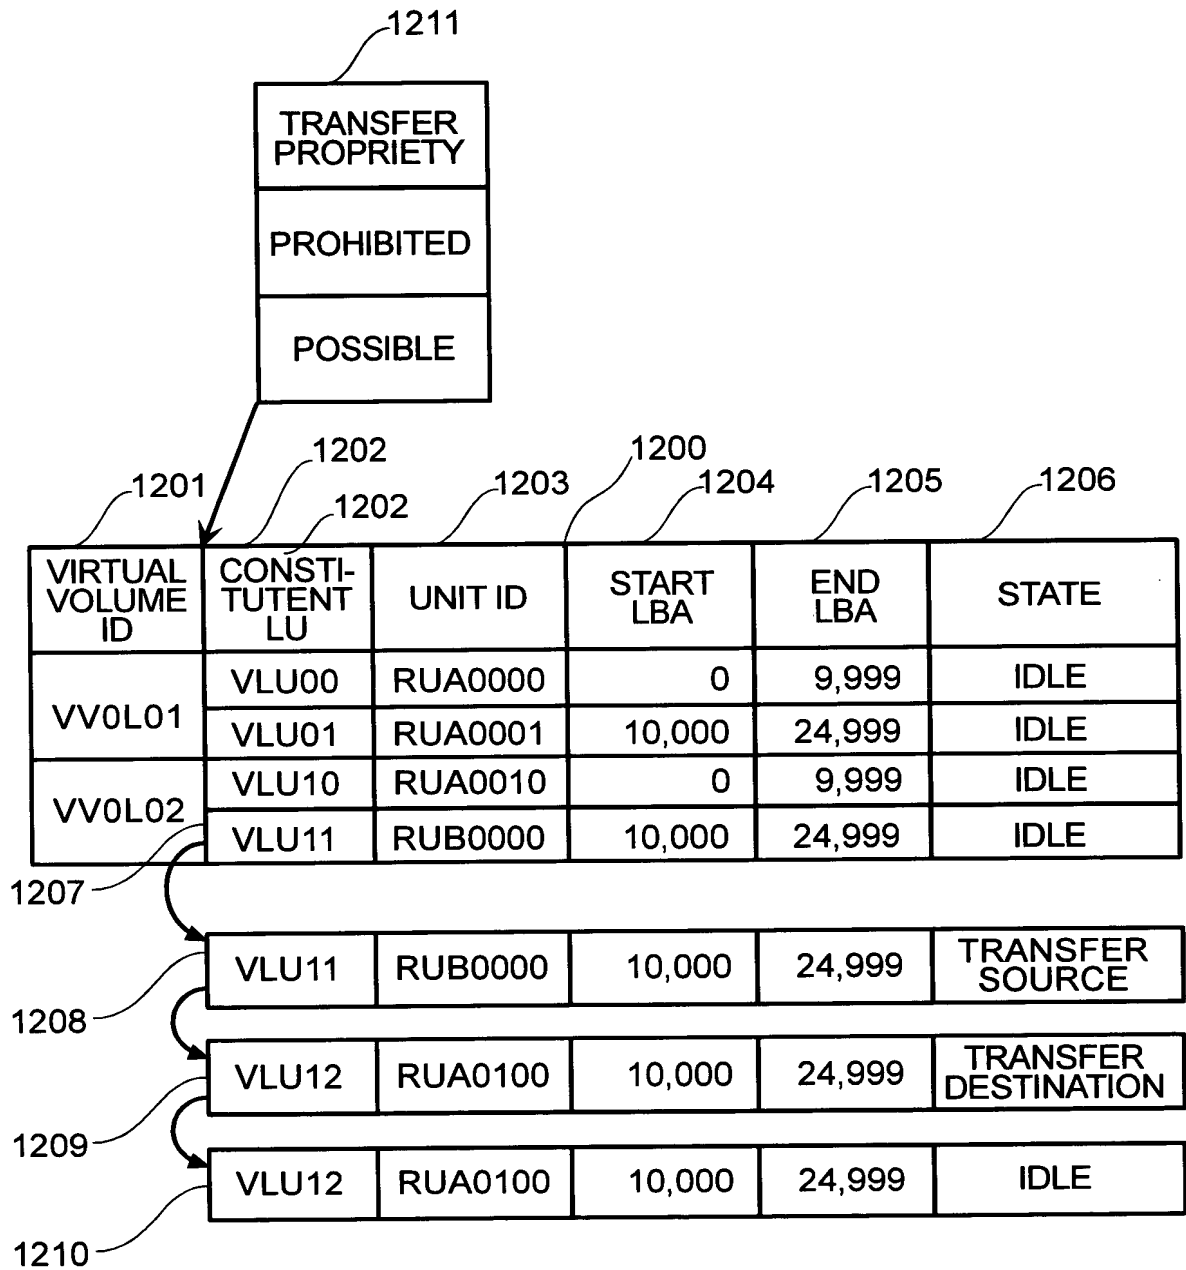 1211
TRANSFER
PROPRIETY
PROHIBITED
POSSIBLE
1202
1200
1201
1203
1204
1205
1206
1202
VIRTUAL
VOLUME
ID
CONSTI-
TUTENT
LU
UNIT ID
START
LBA
END
LBA
STATE
VV0L01
VLU00 RUA0000 0 9,999 IDLE
VLU01 RUA0001 10,000 24,999 IDLE
VV0L02
VLU10 RUA0010 0 9,999 IDLE
VLU11 RUB0000 10,000 24,999 IDLE
1207
VLU11 RUB0000 10,000 24,999
TRANSFER
SOURCE
1208
VLU12 RUA0100 10,000 24,999
TRANSFER
DESTINATION
1209
VLU12 RUA0100 10,000 24,999 IDLE
1210